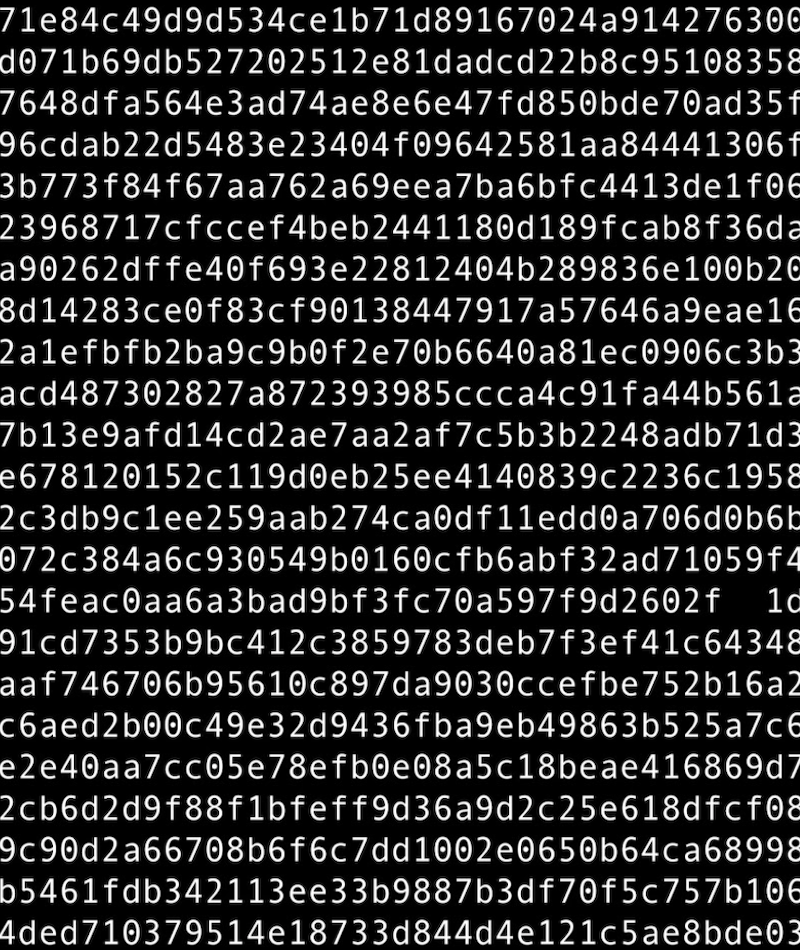 71e84c49d9d534ce1b71d89167024a914276300
d071b69db527202512e81dadcd22b8c95108358
7648dfa564e3ad74ae8e6e47fd850bde70ad35f
96cdab22d5483e23404f09642581aa84441306f
3b773f84f67aa762a69eea7ba6bfc4413de1f06
23968717cfccef4beb2441180d189fcab8f36da
a90262dffe40f693e22812404b289836e100b20
8d14283ce0f83cf90138447917a57646a9eae16
2a1efbfb2ba9c9b0f2e70b6640a81ec0906c3b3
acd487302827a872393985ccca4c91fa44b561a
7b13e9afd14cd2ae7aa2af7c5b3b2248adb71d3
e678120152c119d0eb25ee4140839c2236c1958
2c3db9c1ee259aab274ca0df11edd0a706d0b6b
072c384a6c930549b0160cfb6abf32ad71059f4
54feac0aa6a3bad9bf3fc70a597f9d2602f  1d
91cd7353b9bc412c3859783deb7f3ef41c64348
aaf746706b95610c897da9030ccefbe752b16a2
c6aed2b00c49e32d9436fba9eb49863b525a7c6
e2e40aa7cc05e78efb0e08a5c18beae416869d7
2cb6d2d9f88f1bfeff9d36a9d2c25e618dfcf08
9c90d2a66708b6f6c7dd1002e0650b64ca68998
b5461fdb342113ee33b9887b3df70f5c757b106
4ded710379514e18733d844d4e121c5ae8bde03